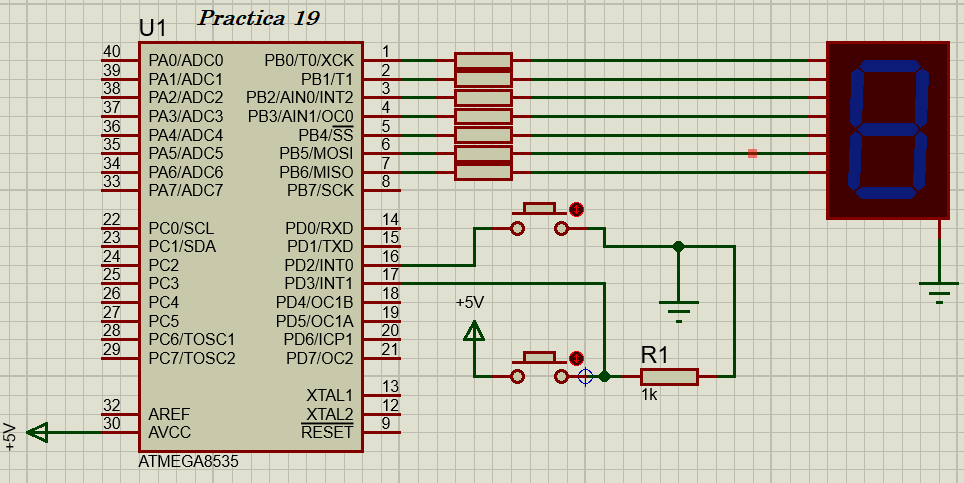 Practica 19
U1
40 PA0/ADC0 PB0/T0/XCK 1
39 PA1/ADC1 PB1/T1 2
38 PA2/ADC2 PB2/AIN0/INT2 3
37 PA3/ADC3 PB3/AIN1/OC0 4
36 PA4/ADC4 PB4/SS 5
35 PA5/ADC5 PB5/MOSI 6
34 PA6/ADC6 PB6/MISO 7
33 PA7/ADC7 PB7/SCK 8
22 PC0/SCL PD0/RXD 14
23 PC1/SDA PD1/TXD 15
24 PC2 PD2/INT0 16
25 PC3 PD3/INT1 17
26 PC4 PD4/OC1B 18
27 PC5 PD5/OC1A 19
28 PC6/TOSC1 PD6/ICP1 20
29 PC7/TOSC2 PD7/OC2 21
XTAL1 13
32 AREF XTAL2 12
30 AVCC RESET 9
ATMEGA8535
+5V
+5V
R1
1k